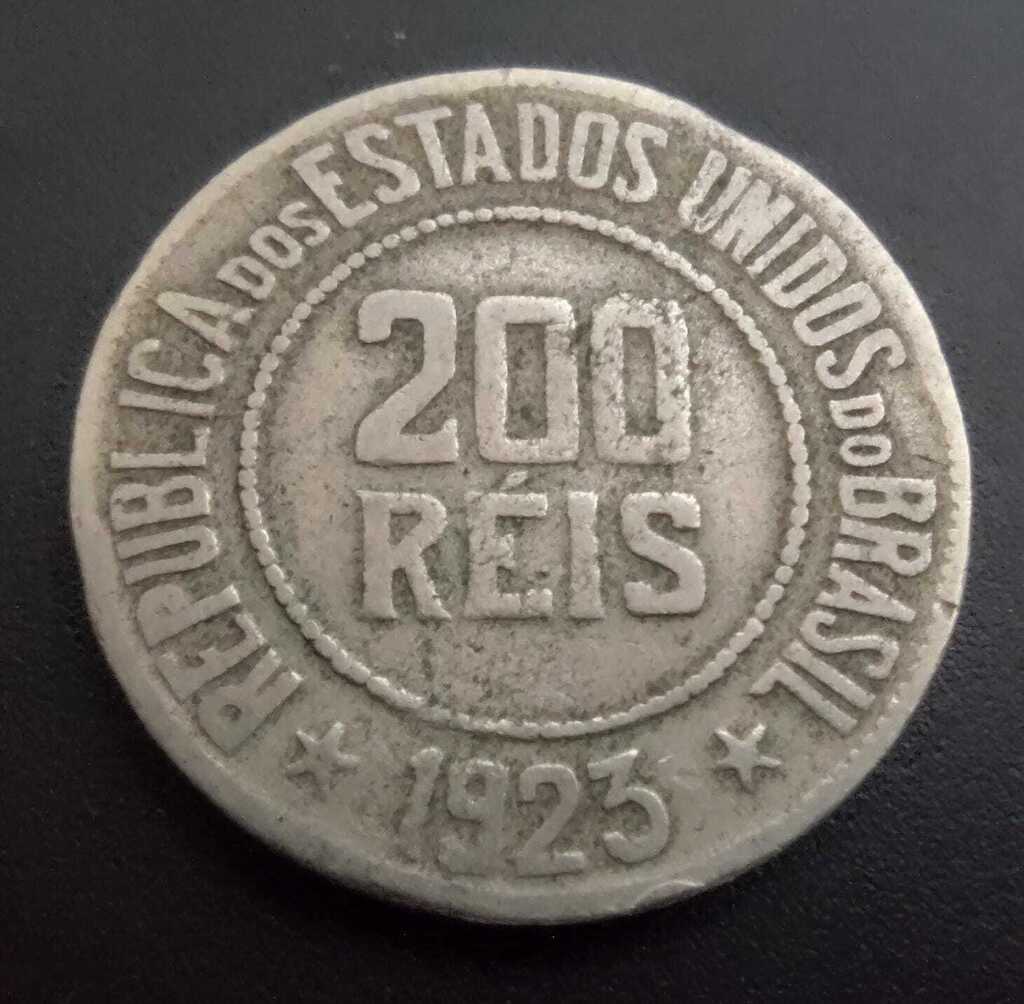 REPUBLICA DOS ESTADOS UNIDOS DO BRASIL
200
RÉIS
1923